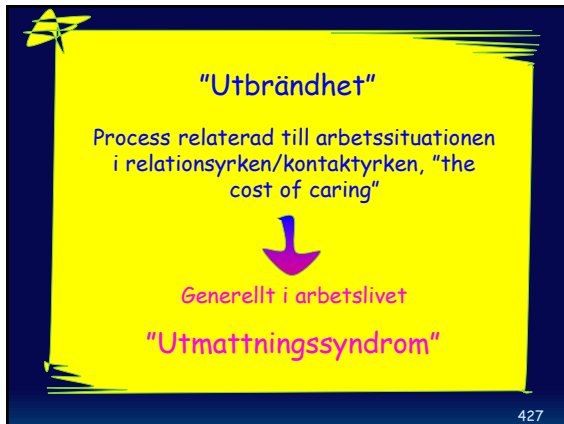 ”Utbrändhet”
Process relaterad till arbetssituationen
i relationsyrken/kontaktyrken, ”the
cost of caring”
Generellt i arbetslivet
”Utmattningssyndrom”
427